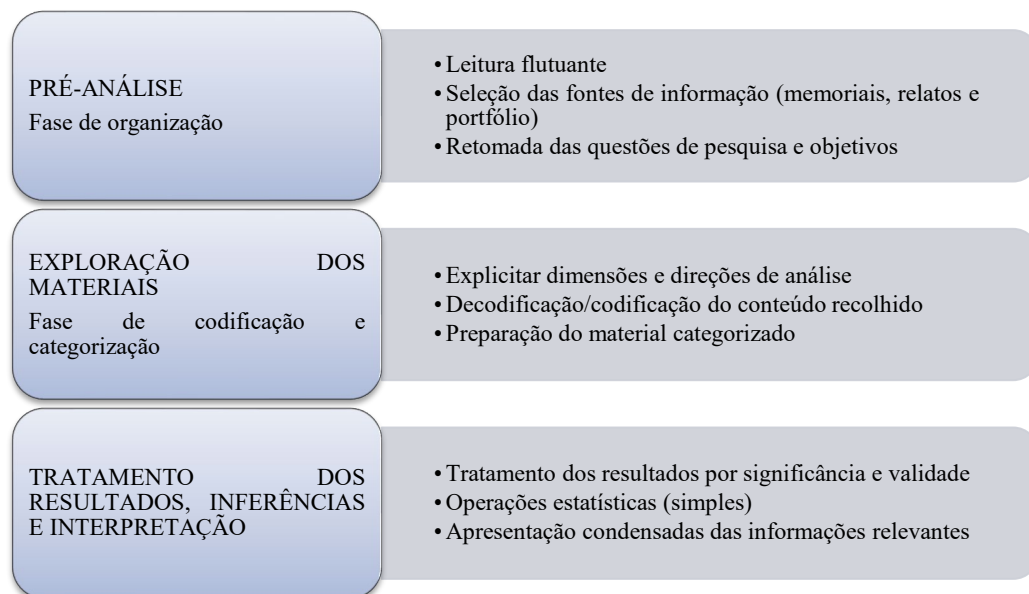 PRÉ-ANÁLISE
Fase de organização
• Leitura flutuante
• Seleção das fontes de informação (memoriais, relatos e
portfólio)
• Retomada das questões de pesquisa e objetivos
EXPLORAÇÃO DOS
MATERIAIS
Fase de codificação e
categorização
• Explicitar dimensões e direções de análise
• Decodificação/codificação do conteúdo recolhido
• Preparação do material categorizado
TRATAMENTO DOS
RESULTADOS, INFERÊNCIAS
E INTERPRETAÇÃO
• Tratamento dos resultados por significância e validade
• Operações estatísticas (simples)
• Apresentação condensadas das informações relevantes